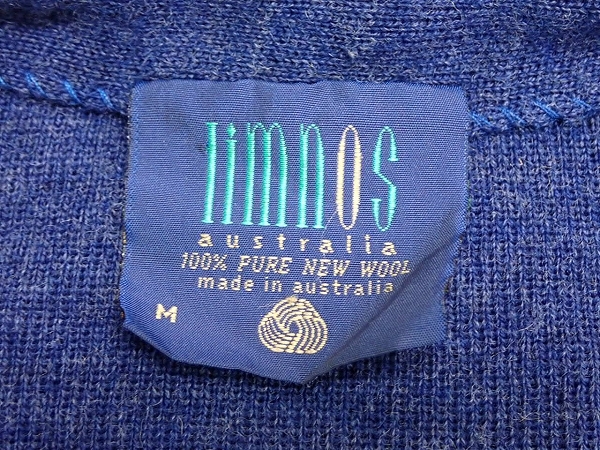 limnos
australia
100% PURE NEW WOOL
made in australia
M